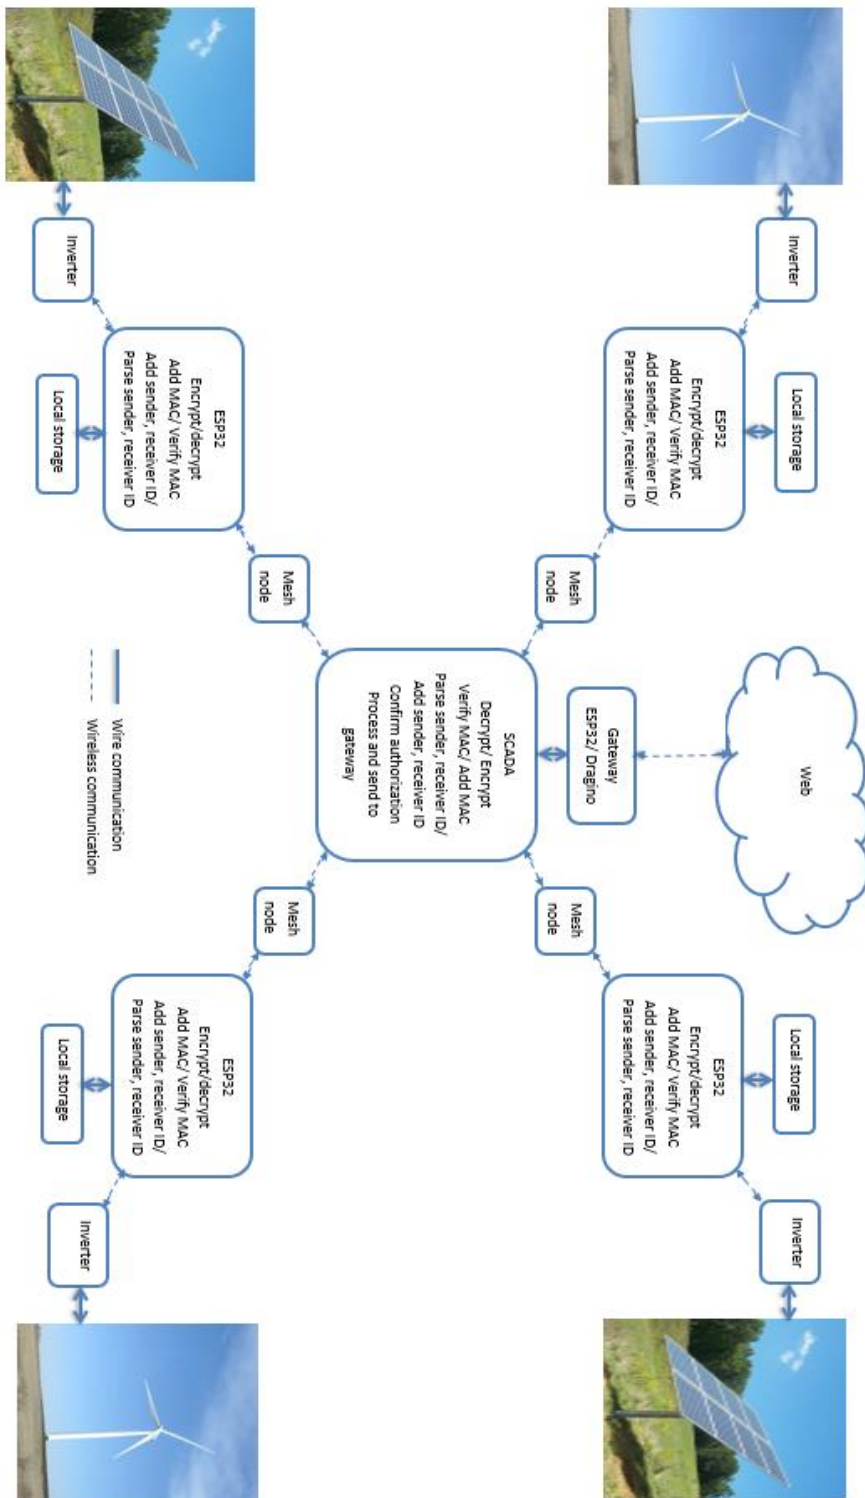 Web
Inverter
Local storage
ESP32
Encrypt/decrypt
Add MAC/ Verify MAC
Add sender, receiver ID/
Parse sender, receiver ID
Mesh
node
Gateway
ESP32/ Dragino
Mesh
node
Local storage
ESP32
Encrypt/decrypt
Add MAC/ Verify MAC
Add sender, receiver ID/
Parse sender, receiver ID
Inverter
SCADA
Decrypt/ Encrypt
Verify MAC/ Add MAC
Parse sender, receiver ID/
Add sender, receiver ID
Confirm authorization
Process and send to
gateway
Mesh
node
Mesh
node
ESP32
Encrypt/decrypt
Add MAC/ Verify MAC
Add sender, receiver ID/
Parse sender, receiver ID
ESP32
Encrypt/decrypt
Add MAC/ Verify MAC
Add sender, receiver ID/
Parse sender, receiver ID
Inverter
Local storage
Wire communication
Wireless communication
Local storage
Inverter